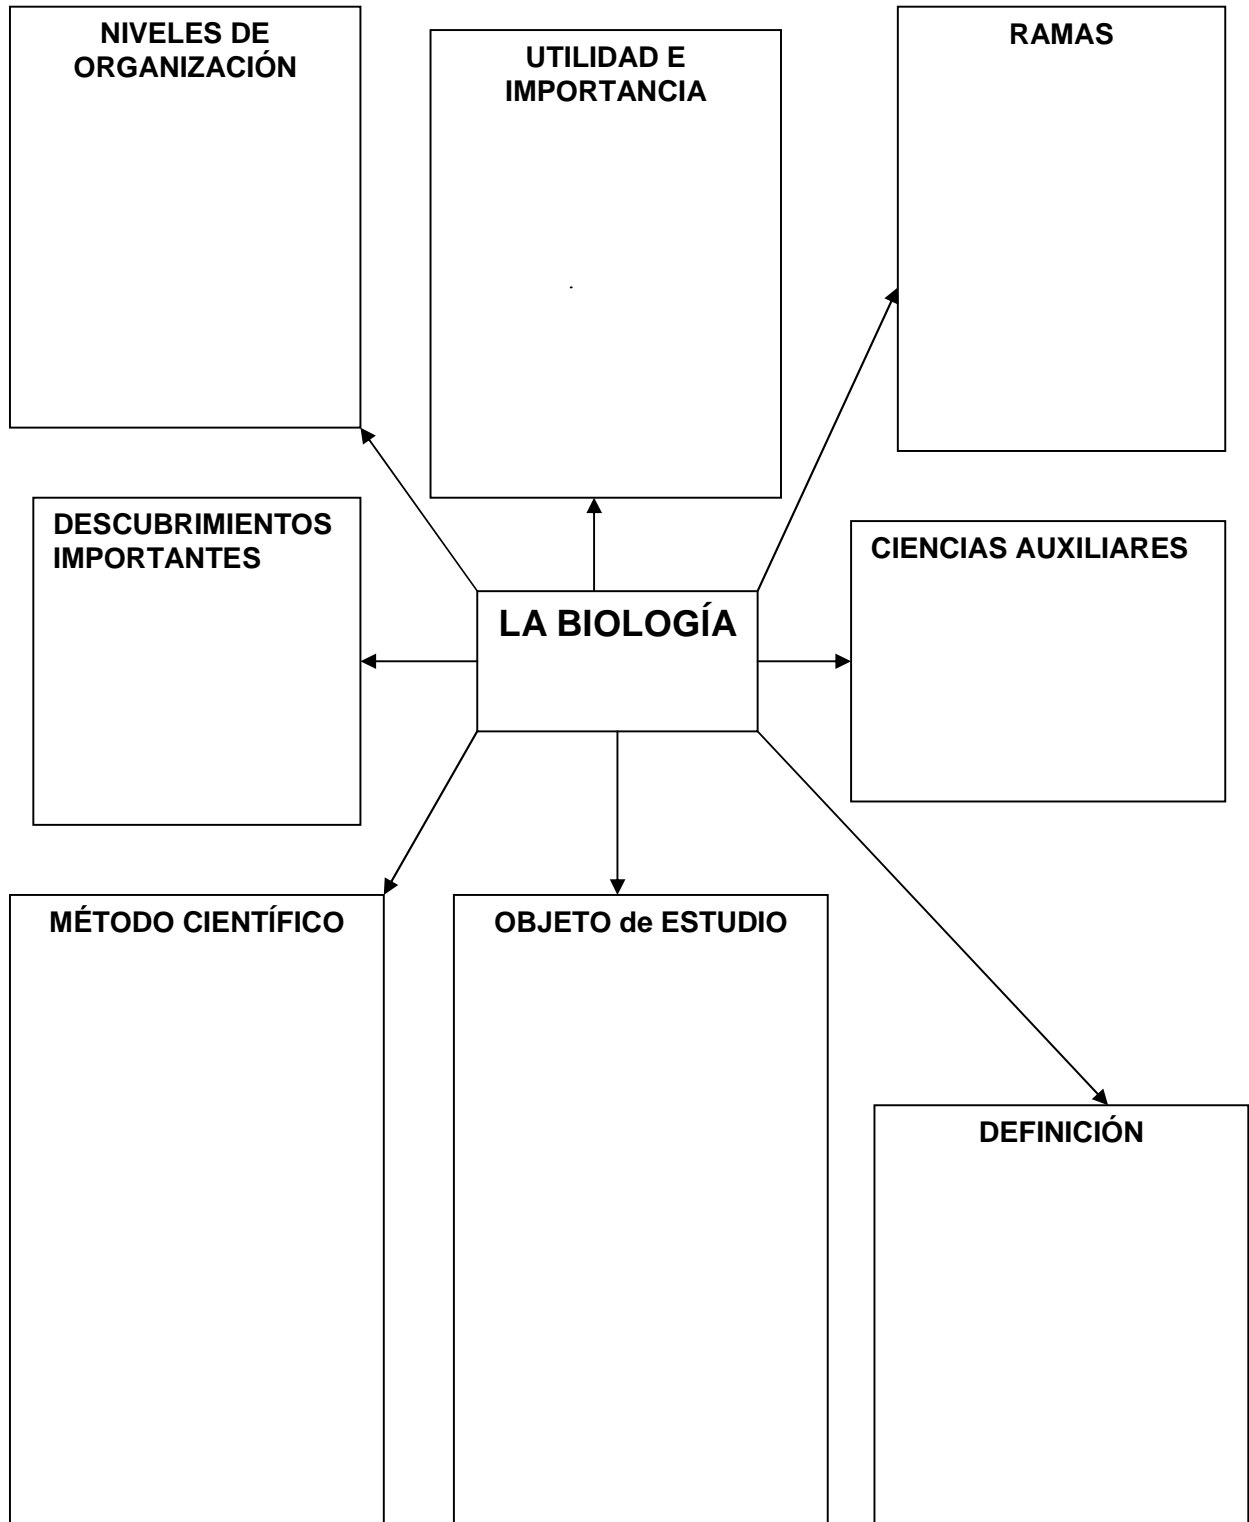 NIVELES DE
ORGANIZACIÓN
UTILIDAD E
IMPORTANCIA
.
RAMAS
DESCUBRIMIENTOS
IMPORTANTES
LA BIOLOGÍA
CIENCIAS AUXILIARES
MÉTODO CIENTÍFICO
OBJETO de ESTUDIO
DEFINICIÓN